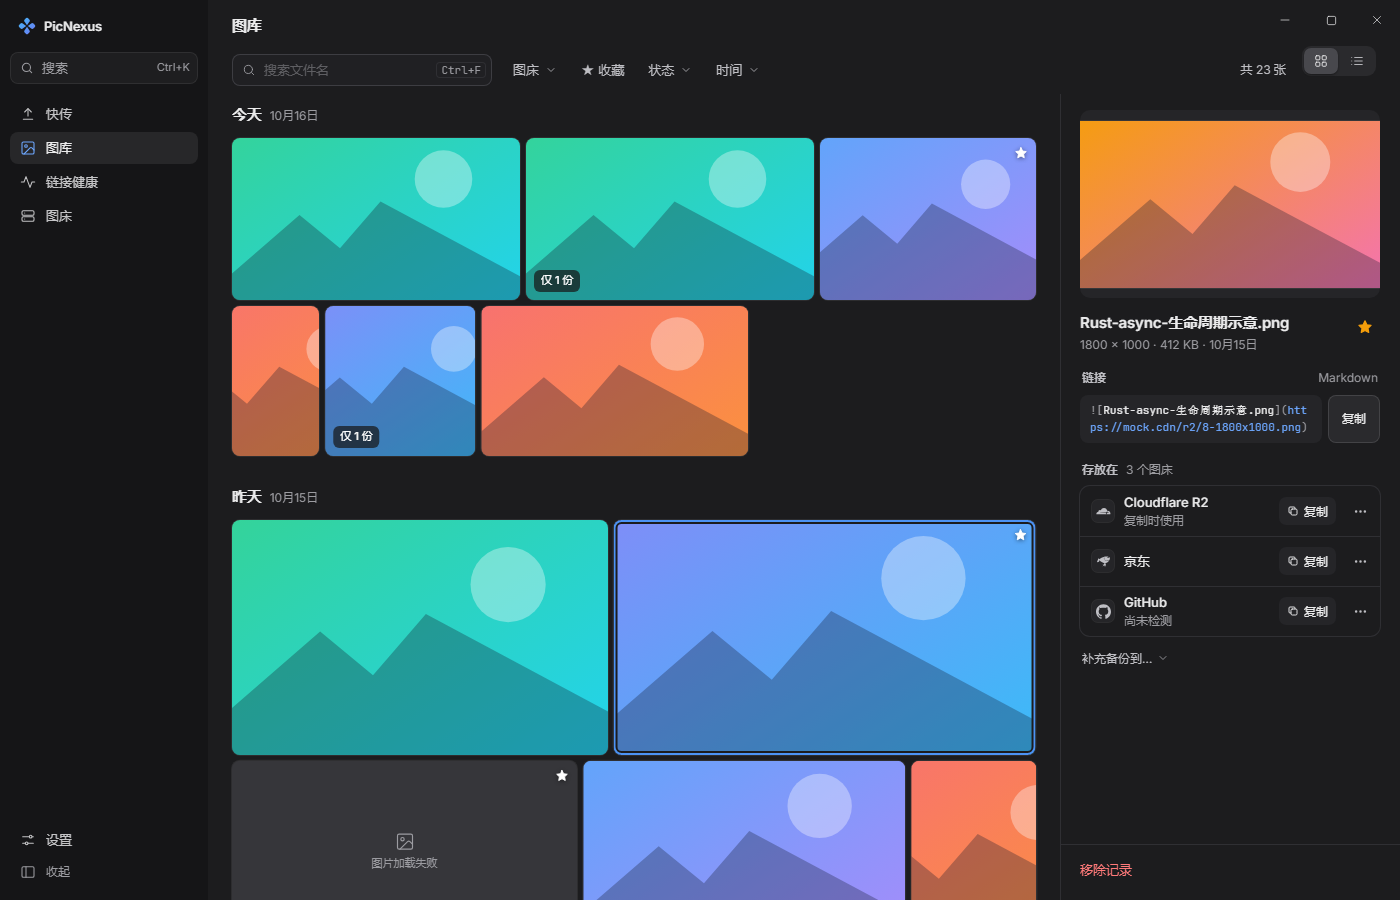 PicNexus
搜索 Ctrl+K
快传
图库
链接健康
图床
设置
收起
图库
搜索文件名 Ctrl+F
图床
★ 收藏
状态
时间
共 23 张
今天 10月16日
仅 1 份
仅 1 份
昨天 10月15日
图片加载失败
Rust-async-生命周期示意.png
1800 × 1000 · 412 KB · 10月15日
链接 Markdown
![Rust-async-生命周期示意.png](htt
ps://mock.cdn/r2/8-1800x1000.png)
复制
存放在 3 个图床
Cloudflare R2
复制时使用
复制
京东
复制
GitHub
尚未检测
复制
补充备份到...
移除记录